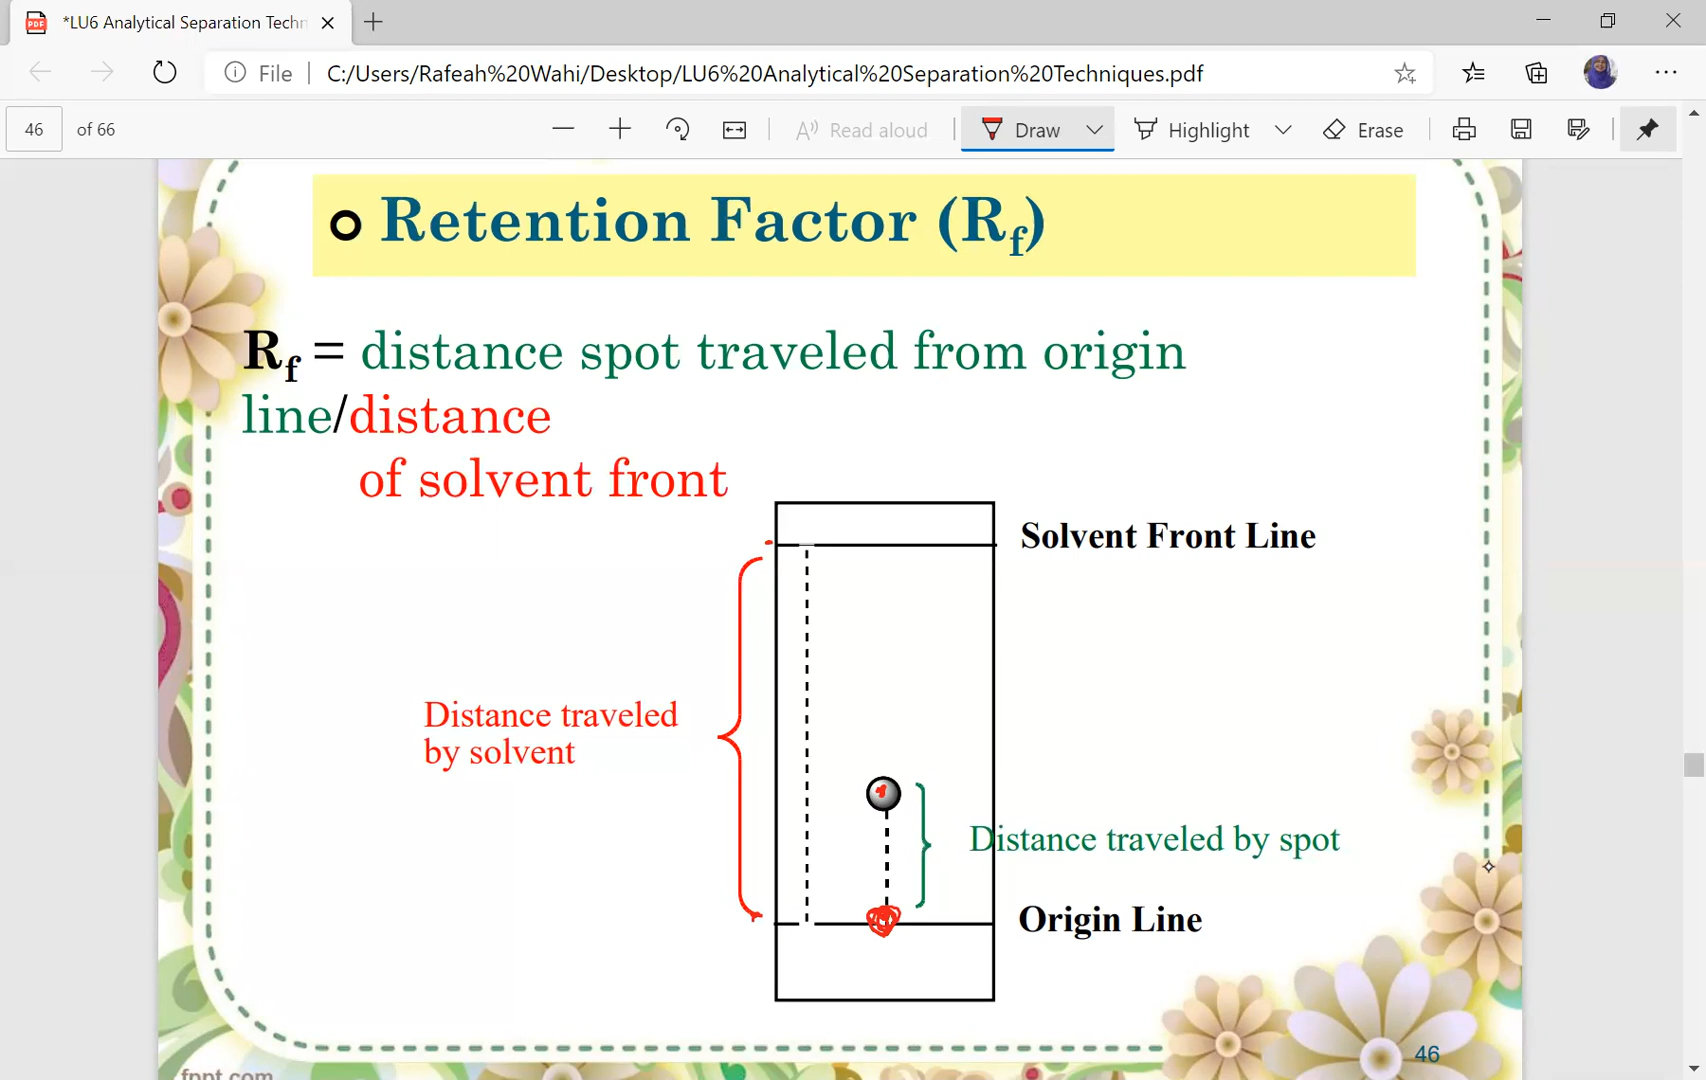 *LU6 Analytical Separation Techn
File
C:/Users/Rafeah%20Wahi/Desktop/LU6%20Analytical%20Separation%20Techniques.pdf
46 of 66
Read aloud
Draw
Highlight
Erase
Retention Factor (Rf)
Rf = distance spot traveled from origin
line/distance
of solvent front
Solvent Front Line
Distance traveled
by solvent
Distance traveled by spot
Origin Line
46
fppt.com